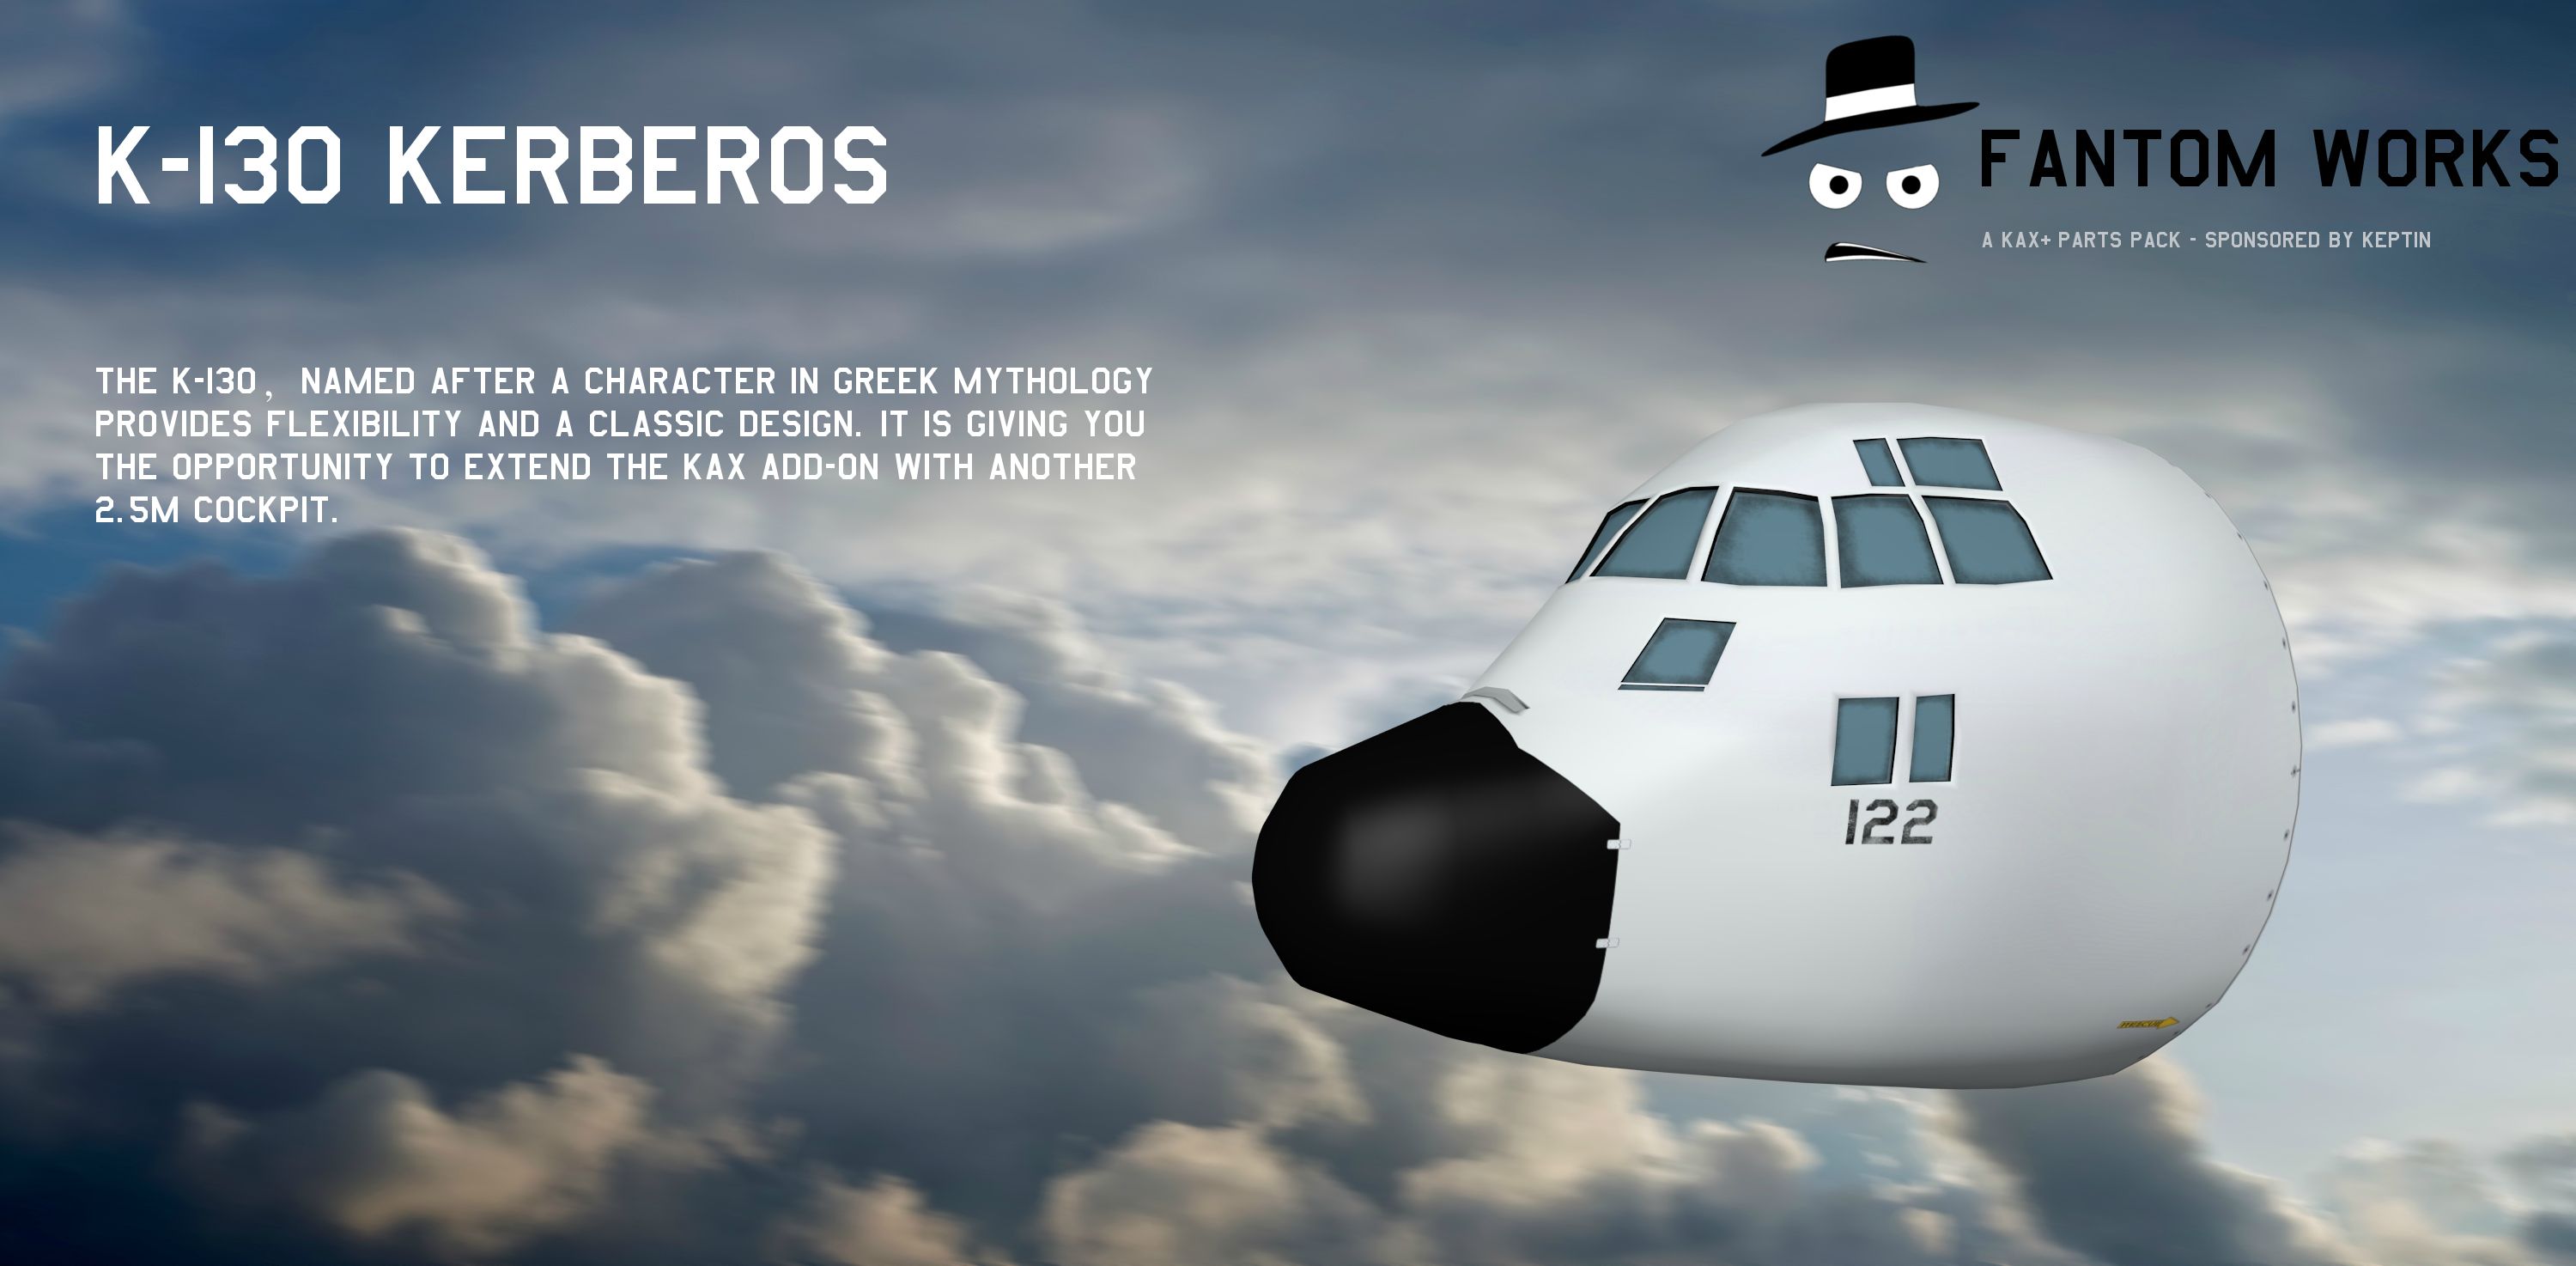 K-130 KERBEROS
FANTOM WORKS
A KAX+ PARTS PACK - SPONSORED BY KEPTIN
THE K-130, NAMED AFTER A CHARACTER IN GREEK MYTHOLOGY
PROVIDES FLEXIBILITY AND A CLASSIC DESIGN. IT IS GIVING YOU
THE OPPORTUNITY TO EXTEND THE KAX ADD-ON WITH ANOTHER
2.5M COCKPIT.
122
RESCUE